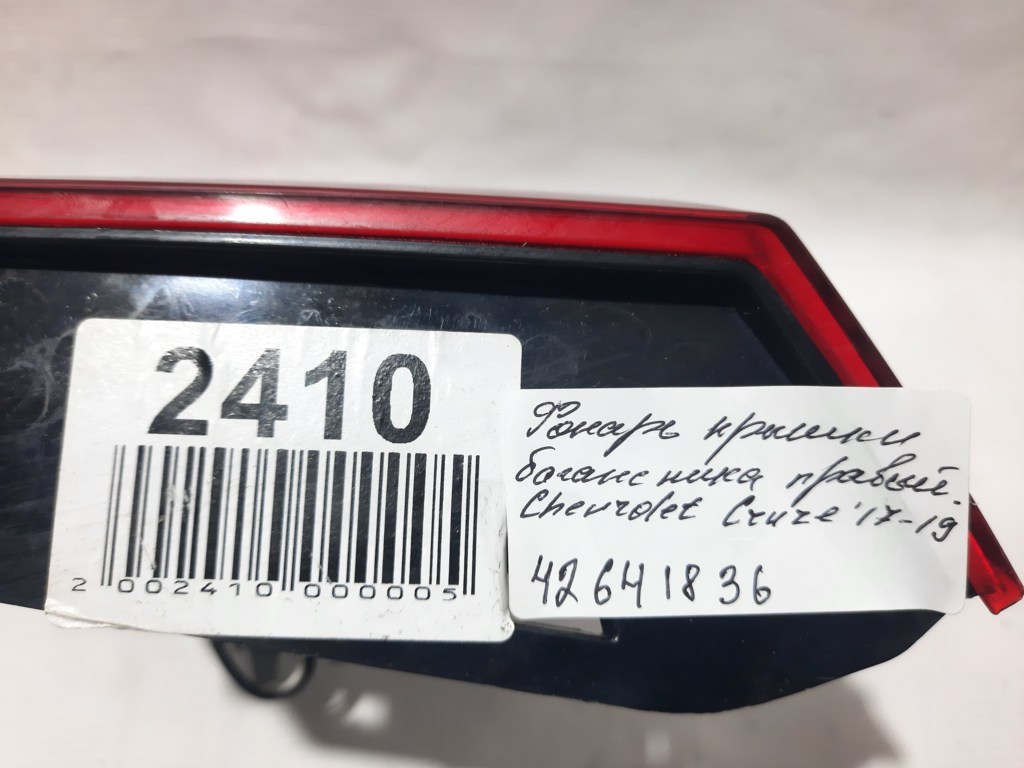 2410
2 002410 000005
Фонарь крышки
багажника правый.
Chevrolet Cruze '17-19
42641836